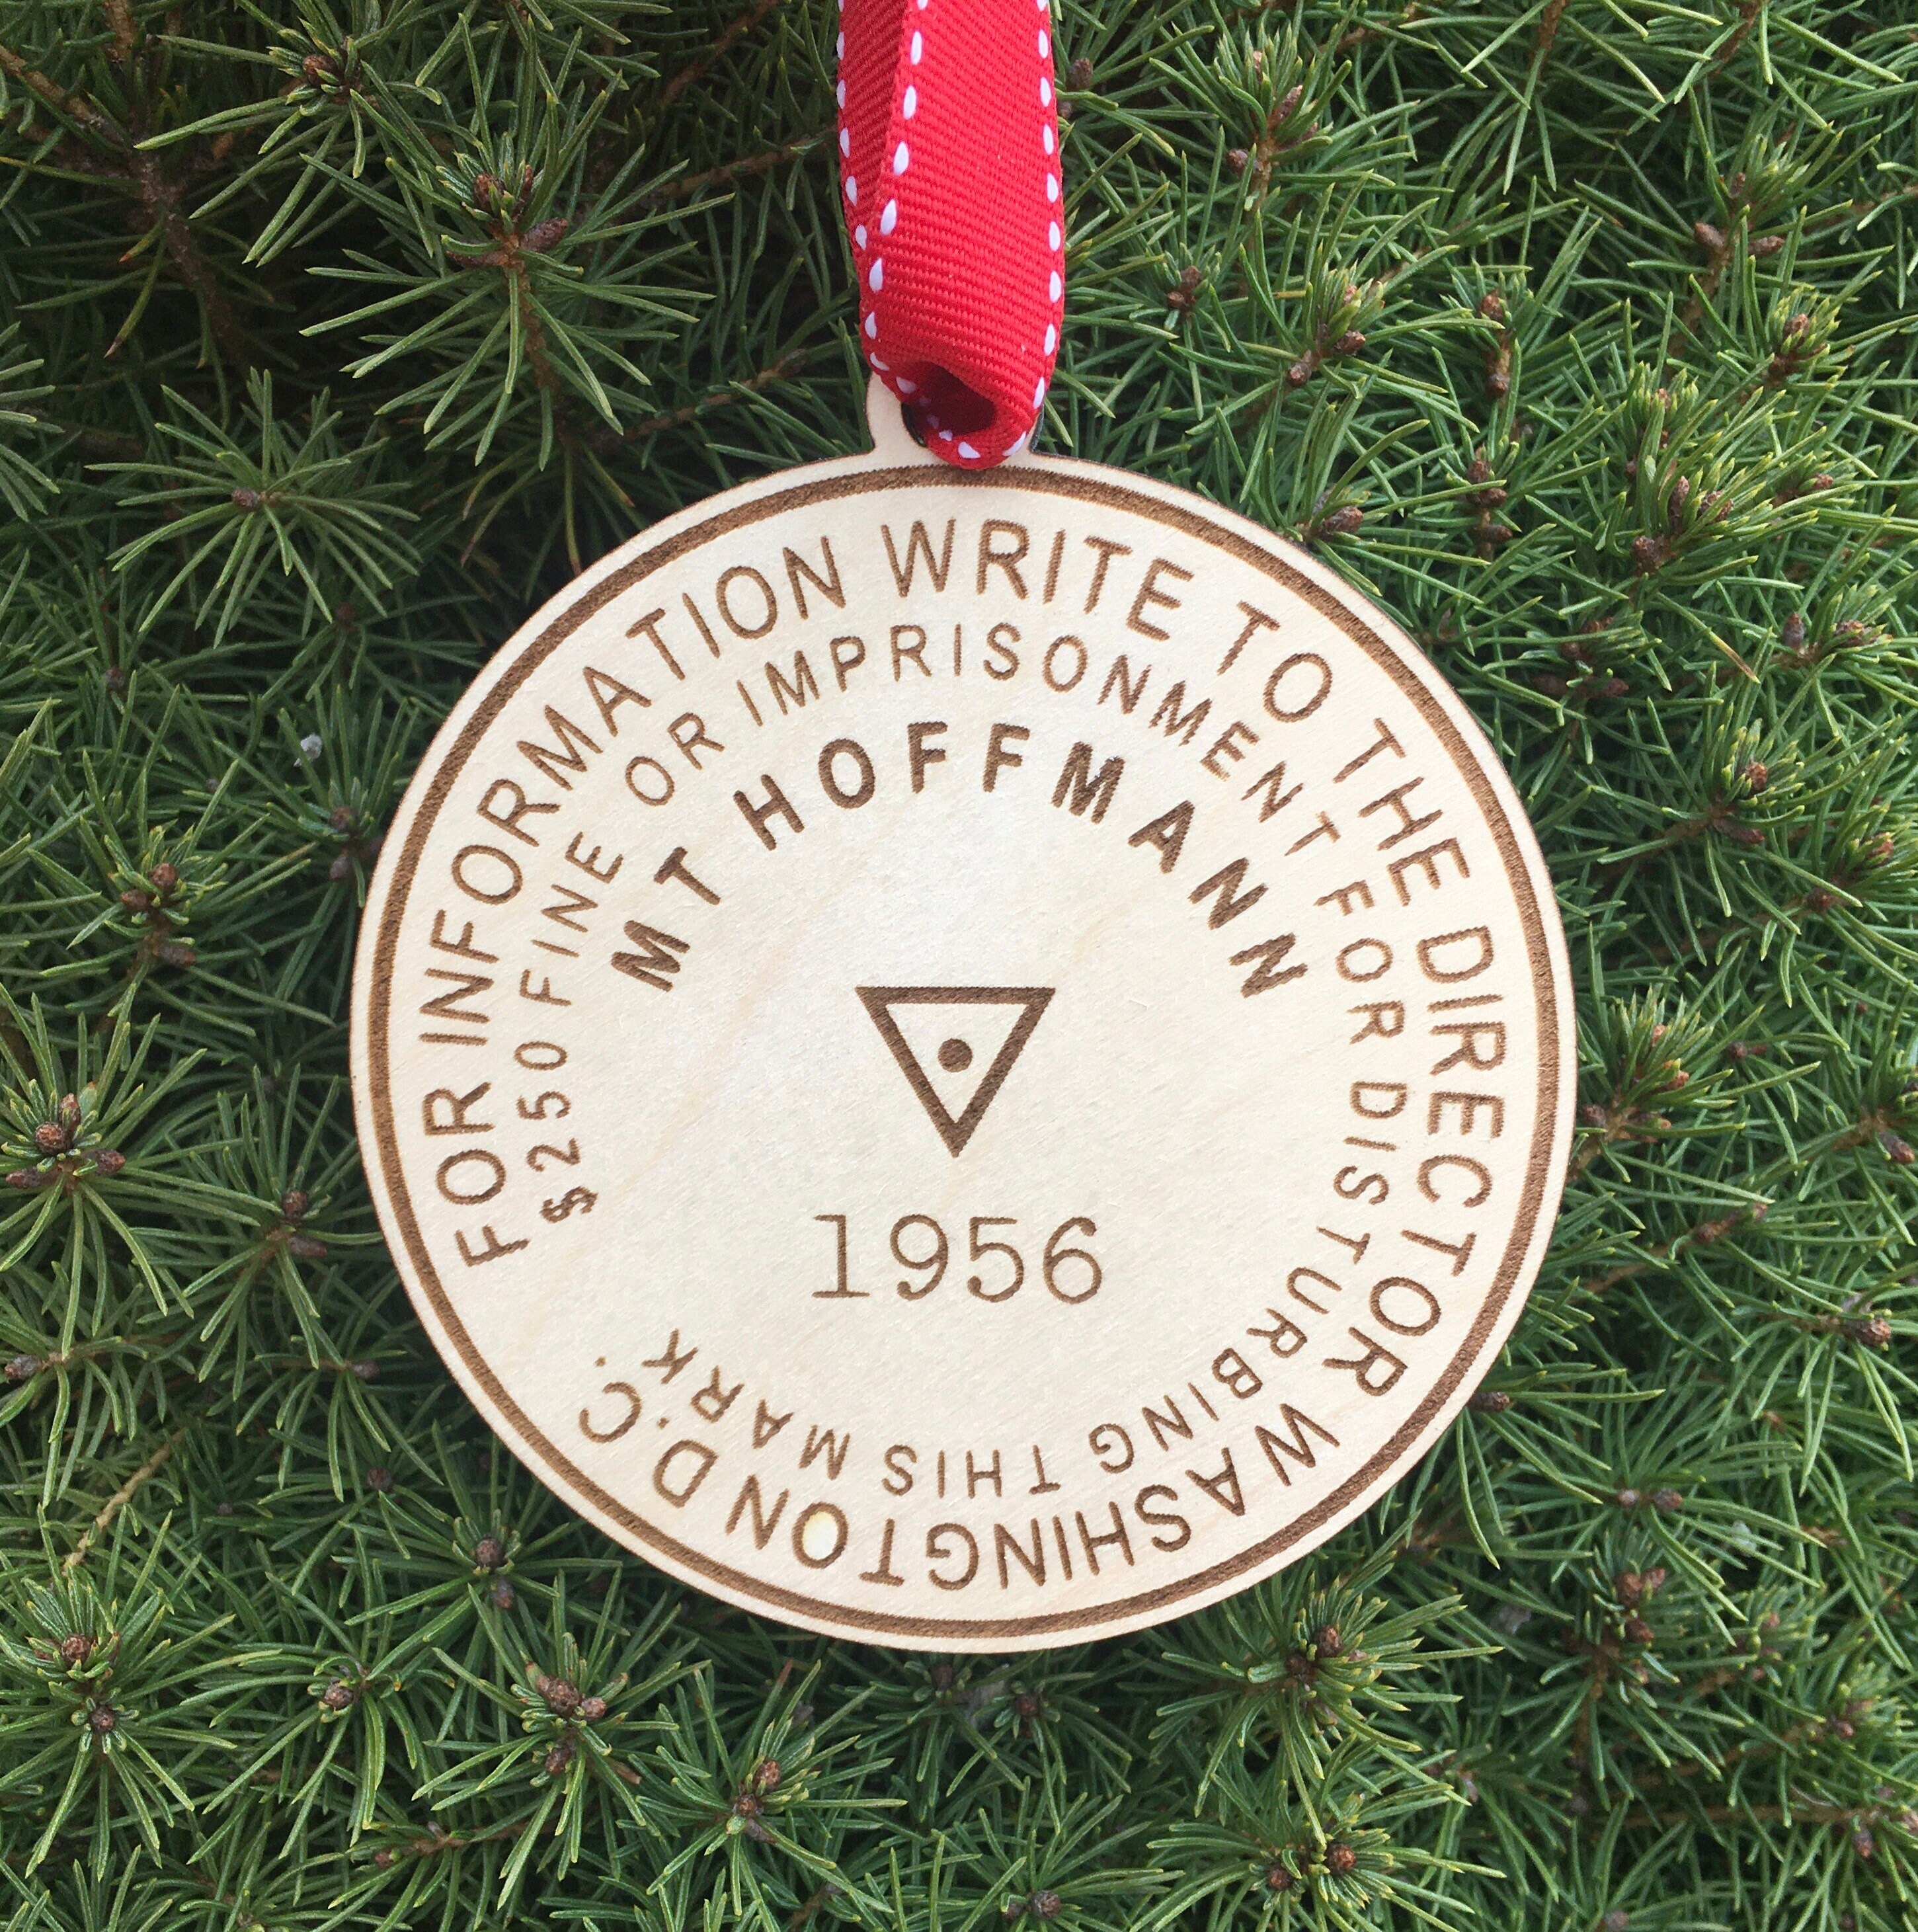 FOR INFORMATION WRITE TO THE DIRECTOR WASHINGTON D.C.
$250 FINE OR IMPRISONMENT FOR DISTURBING THIS MARK.
MT HOFFMANN
1956